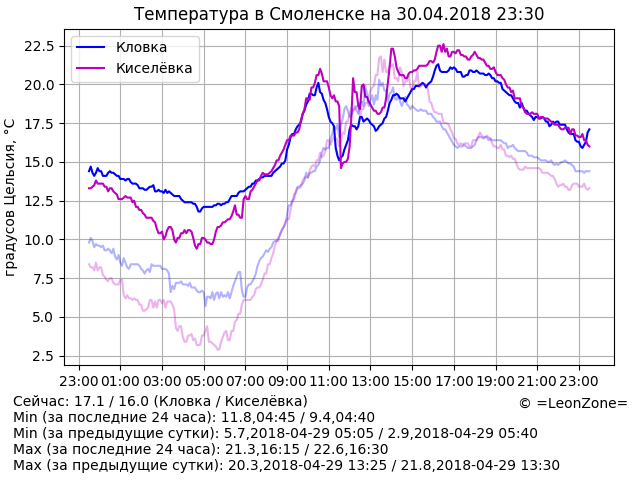 Температура в Смоленске на 30.04.2018 23:30
Кловка
Киселёвка
градусов Цельсия, °C
22.5
20.0
17.5
15.0
12.5
10.0
7.5
5.0
2.5
23:00 01:00 03:00 05:00 07:00 09:00 11:00 13:00 15:00 17:00 19:00 21:00 23:00
Сейчас: 17.1 / 16.0 (Кловка / Киселёвка)
© =LeonZone=
Min (за последние 24 часа): 11.8,04:45 / 9.4,04:40
Min (за предыдущие сутки): 5.7,2018-04-29 05:05 / 2.9,2018-04-29 05:40
Max (за последние 24 часа): 21.3,16:15 / 22.6,16:30
Max (за предыдущие сутки): 20.3,2018-04-29 13:25 / 21.8,2018-04-29 13:30